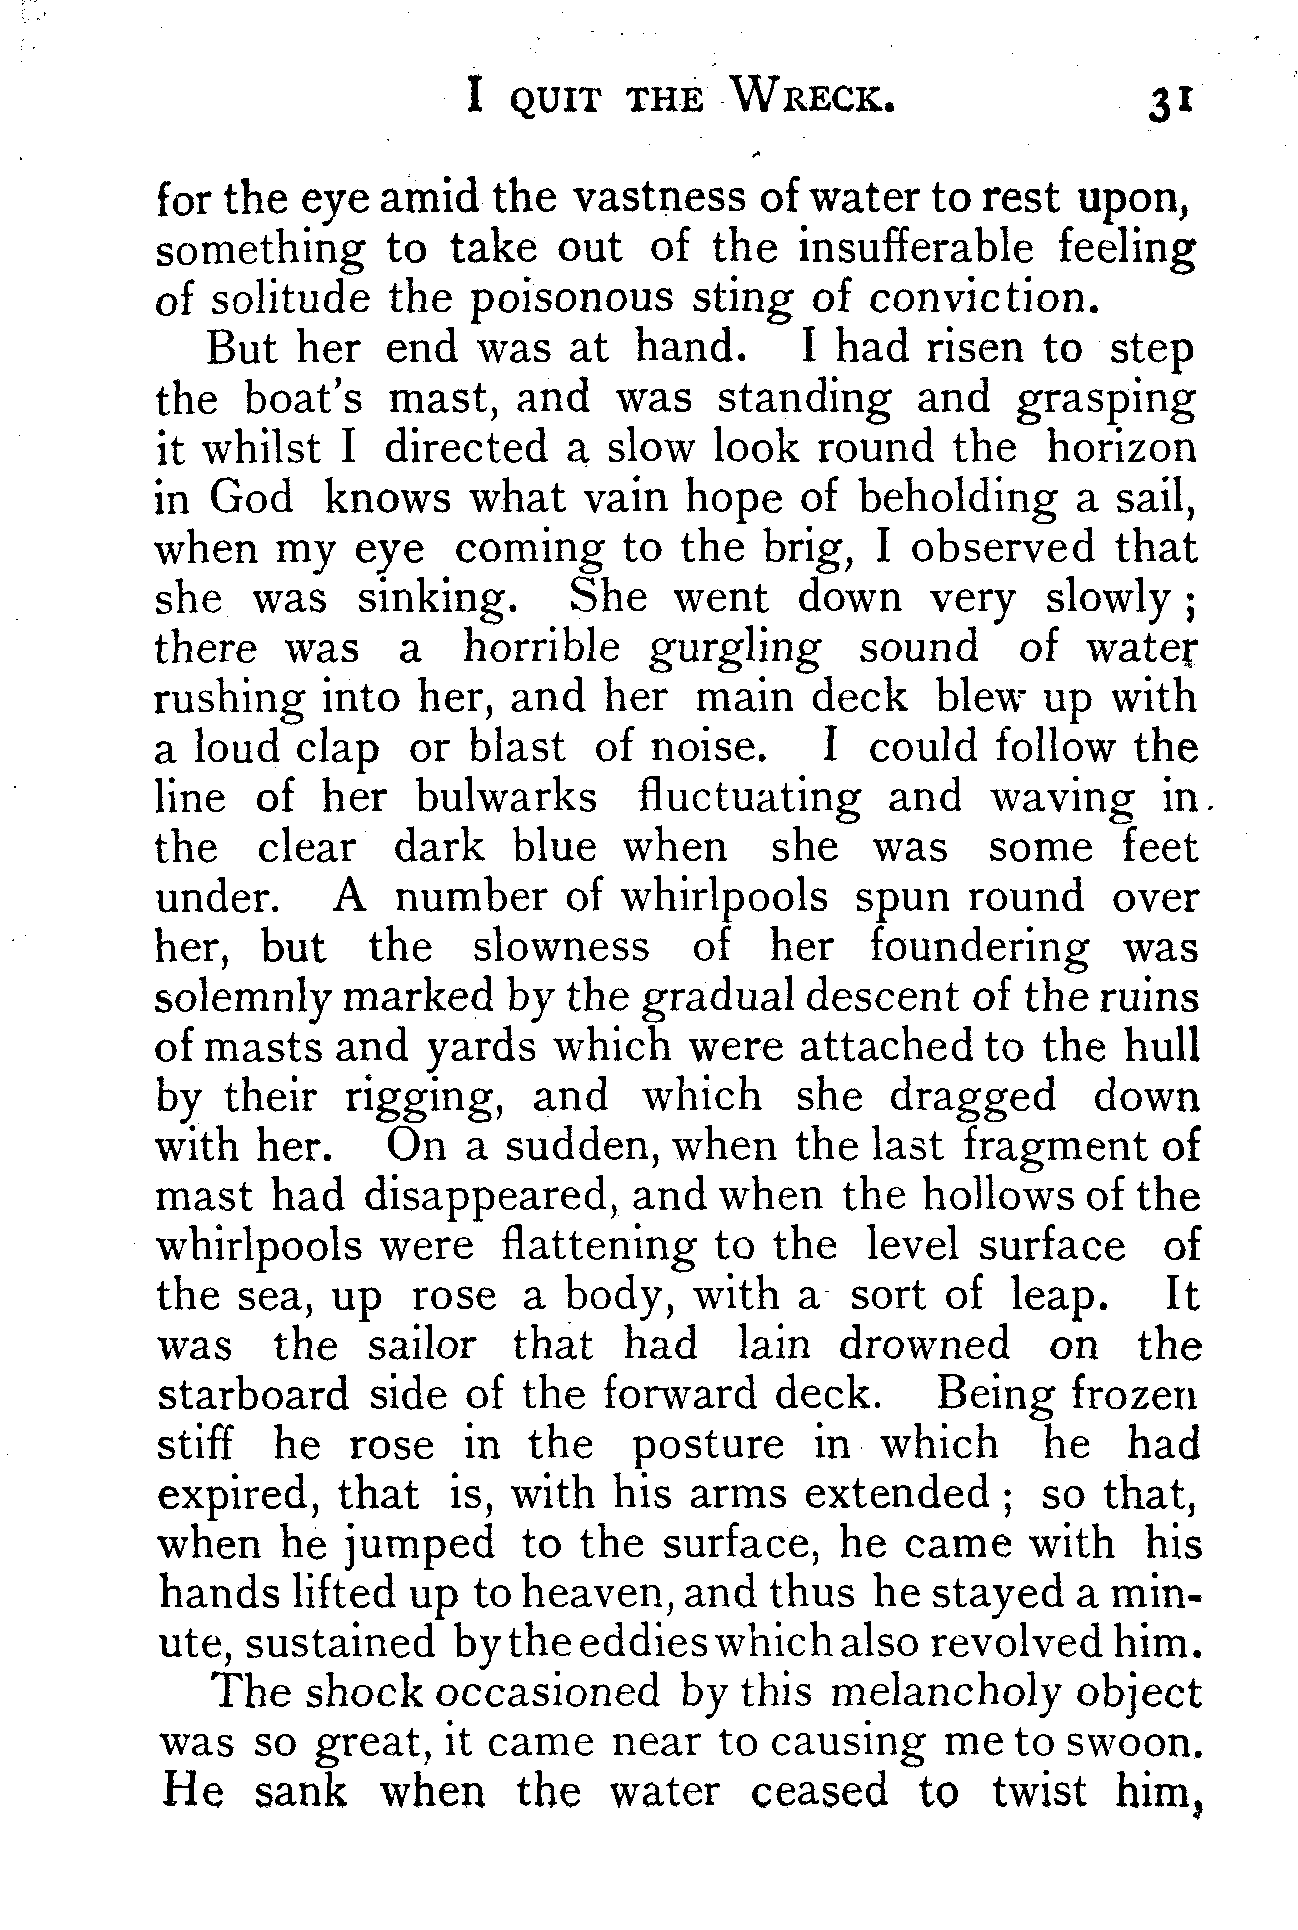 I QUIT THE WRECK. 31
for the eye amid the vastness of water to rest upon,
something to take out of the insufferable feeling
of solitude the poisonous sting of conviction.
But her end was at hand. I had risen to step
the boat's mast, and was standing and grasping
it whilst I directed a slow look round the horizon
in God knows what vain hope of beholding a sail,
when my eye coming to the brig, I observed that
she was sinking. She went down very slowly ;
there was a horrible gurgling sound of water
rushing into her, and her main deck blew up with
a loud clap or blast of noise. I could follow the
line of her bulwarks fluctuating and waving in
the clear dark blue when she was some feet
under. A number of whirlpools spun round over
her, but the slowness of her foundering was
solemnly marked by the gradual descent of the ruins
of masts and yards which were attached to the hull
by their rigging, and which she dragged down
with her. On a sudden, when the last fragment of
mast had disappeared, and when the hollows of the
whirlpools were flattening to the level surface of
the sea, up rose a body, with a sort of leap. It
was the sailor that had lain drowned on the
starboard side of the forward deck. Being frozen
stiff he rose in the posture in which he had
expired, that is, with his arms extended ; so that,
when he jumped to the surface, he came with his
hands lifted up to heaven, and thus he stayed a min-
ute, sustained by the eddies which also revolved him.
The shock occasioned by this melancholy object
was so great, it came near to causing me to swoon.
He sank when the water ceased to twist him,